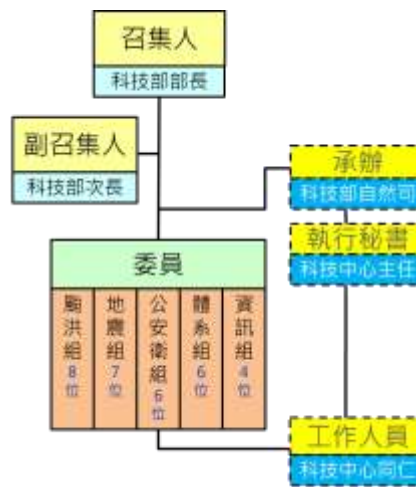 召集人
科技部部長
副召集人
科技部次長
承辦
科技部自然司
執行秘書
科技中心主任
委員
颱洪組8位
地震組7位
公安衛組6位
體系組6位
資訊組4位
工作人員
科技中心同仁